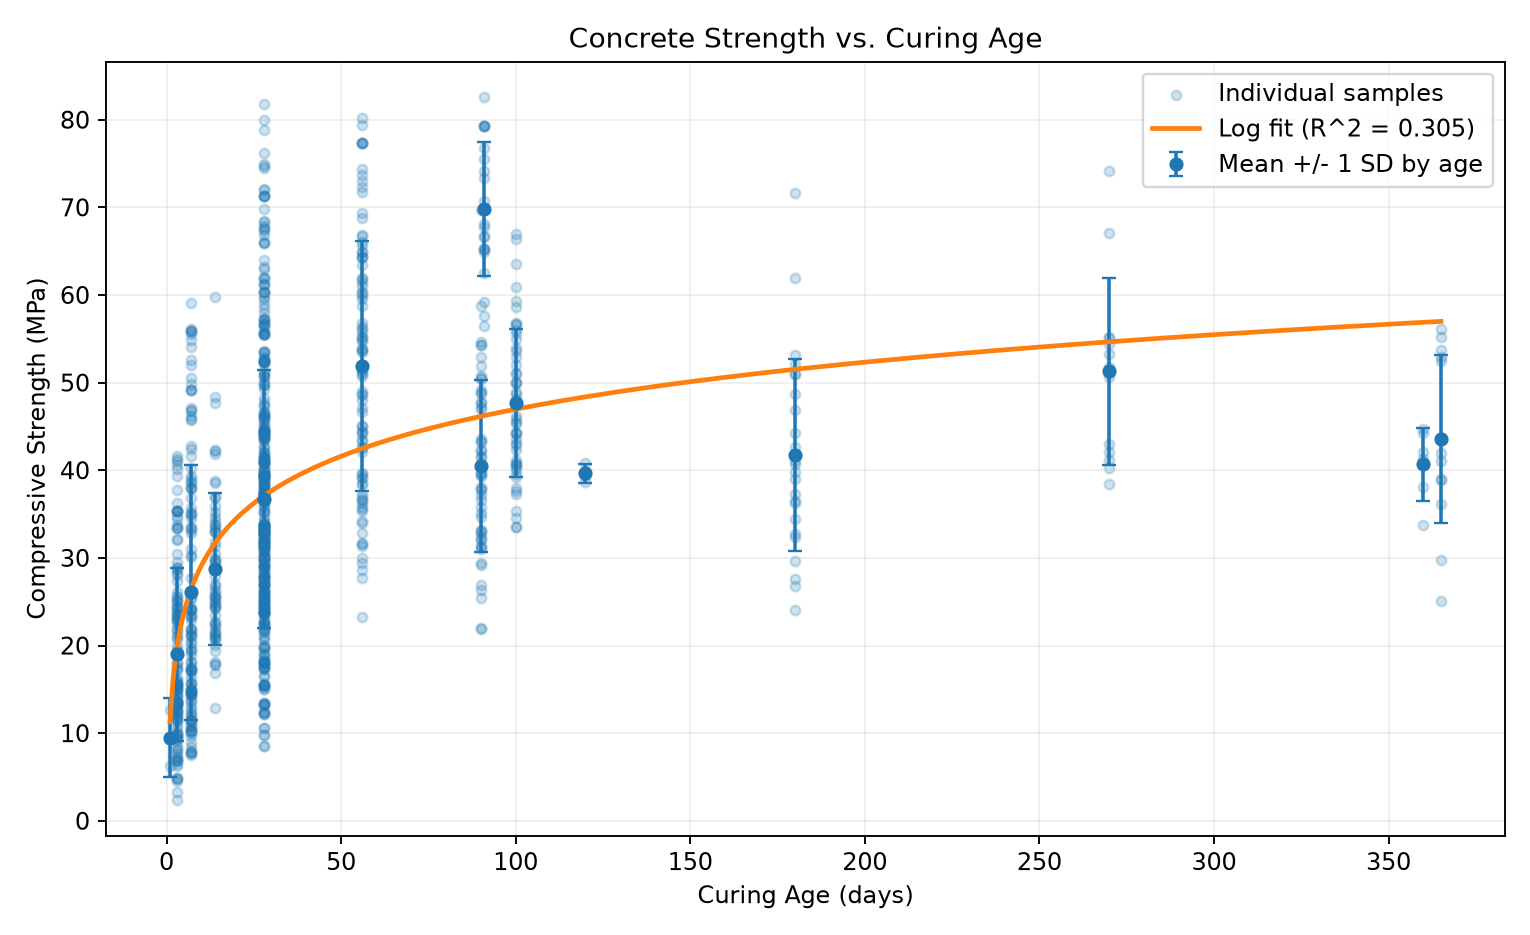 Concrete Strength vs. Curing Age
Individual samples
Log fit (R^2 = 0.305)
Mean +/- 1 SD by age
Compressive Strength (MPa)
80
70
60
50
40
30
20
10
0
0 50 100 150 200 250 300 350
Curing Age (days)